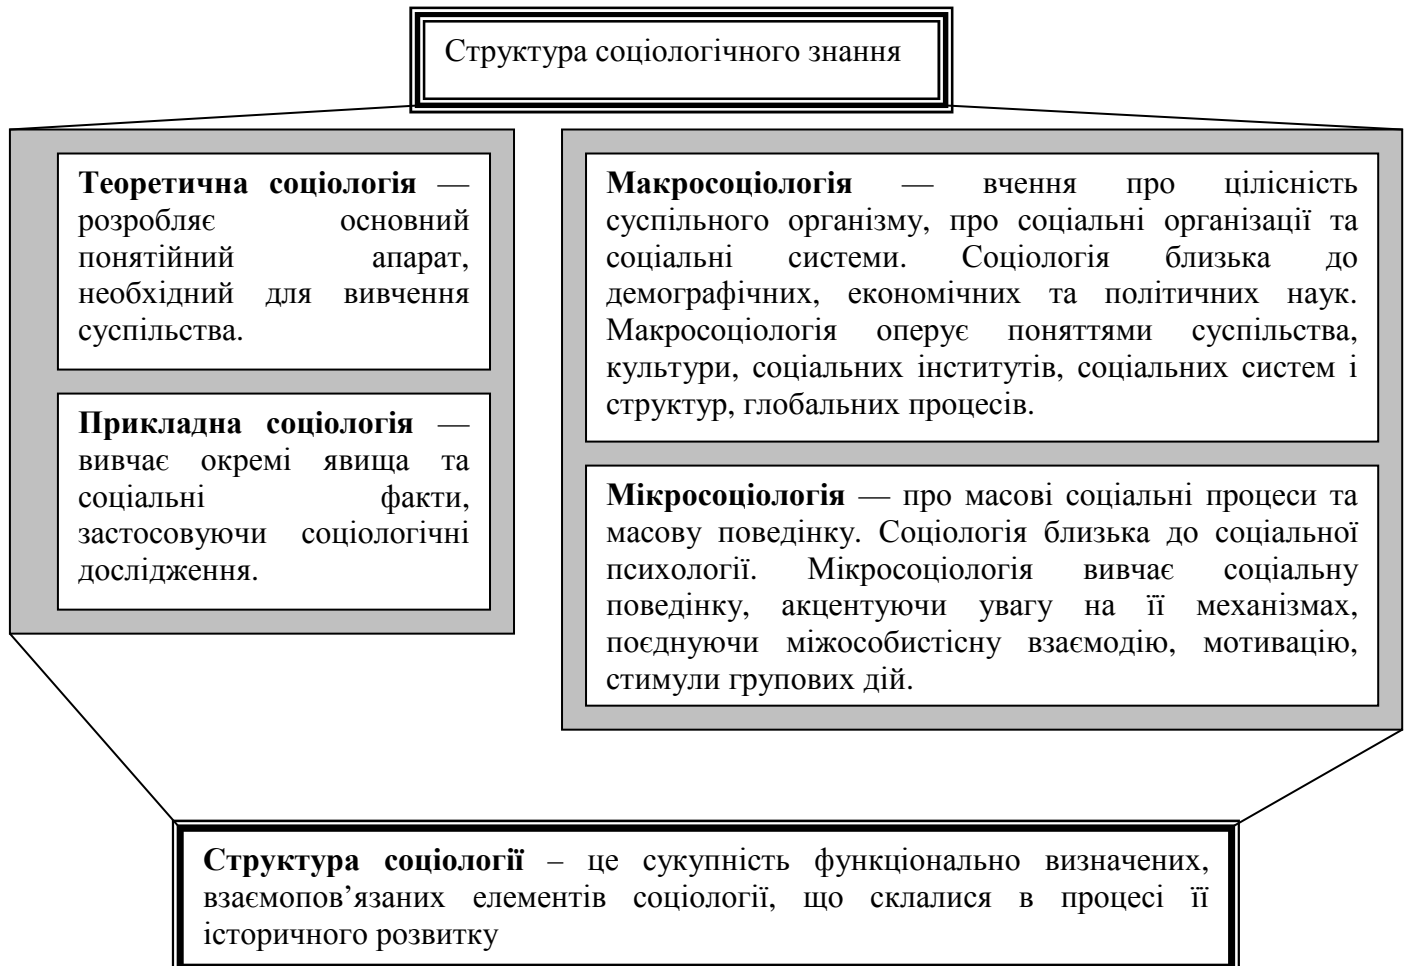 Структура соціологічного знання
Теоретична соціологія —
розробляє основний
понятійний апарат,
необхідний для вивчення
суспільства.
Прикладна соціологія —
вивчає окремі явища та
соціальні факти,
застосовуючи соціологічні
дослідження.
Макросоціологія — вчення про цілісність
суспільного організму, про соціальні організації та
соціальні системи. Соціологія близька до
демографічних, економічних та політичних наук.
Макросоціологія оперує поняттями суспільства,
культури, соціальних інститутів, соціальних систем і
структур, глобальних процесів.
Мікросоціологія — про масові соціальні процеси та
масову поведінку. Соціологія близька до соціальної
психології. Мікросоціологія вивчає соціальну
поведінку, акцентуючи увагу на її механізмах,
поєднуючи міжособистісну взаємодію, мотивацію,
стимули групових дій.
Структура соціології – це сукупність функціонально визначених,
взаємопов’язаних елементів соціології, що склалися в процесі її
історичного розвитку